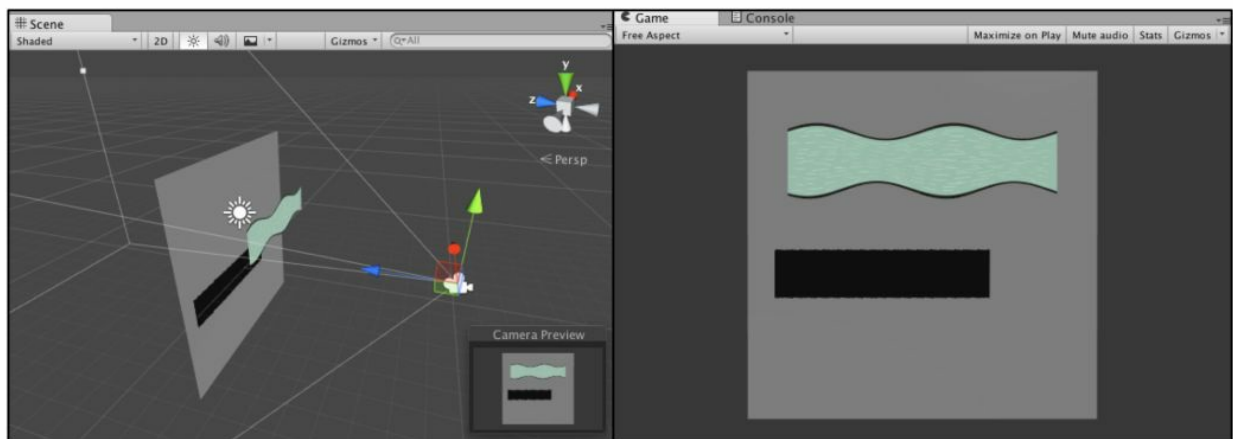 Scene
Shaded 2D Gizmos All
y
x
z
Persp
Camera Preview
Game Console
Free Aspect Maximize on Play Mute audio Stats Gizmos